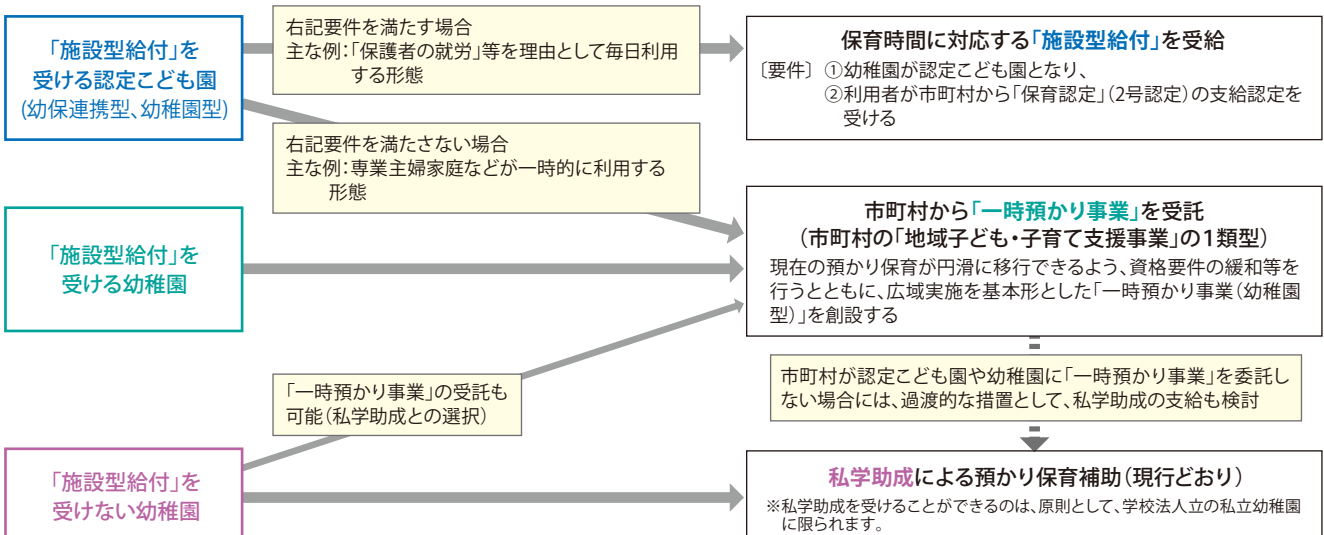 「施設型給付」を
受ける認定こども園
(幼保連携型、幼稚園型)
右記要件を満たす場合
主な例:「保護者の就労」等を理由として毎日利用
する形態
保育時間に対応する「施設型給付」を受給
〔要件〕①幼稚園が認定こども園となり、
②利用者が市町村から「保育認定」(2号認定)の支給認定を
受ける
右記要件を満たさない場合
主な例:専業主婦家庭などが一時的に利用する
形態
「施設型給付」を
受ける幼稚園
市町村から「一時預かり事業」を受託
(市町村の「地域子ども・子育て支援事業」の1類型)
現在の預かり保育が円滑に移行できるよう、資格要件の緩和等を
行うとともに、広域実施を基本形とした「一時預かり事業(幼稚園
型)」を創設する
「一時預かり事業」の受託も
可能(私学助成との選択)
市町村が認定こども園や幼稚園に「一時預かり事業」を委託し
ない場合には、過渡的な措置として、私学助成の支給も検討
「施設型給付」を
受けない幼稚園
私学助成による預かり保育補助(現行どおり)
※私学助成を受けることができるのは、原則として、学校法人立の私立幼稚園
に限られます。